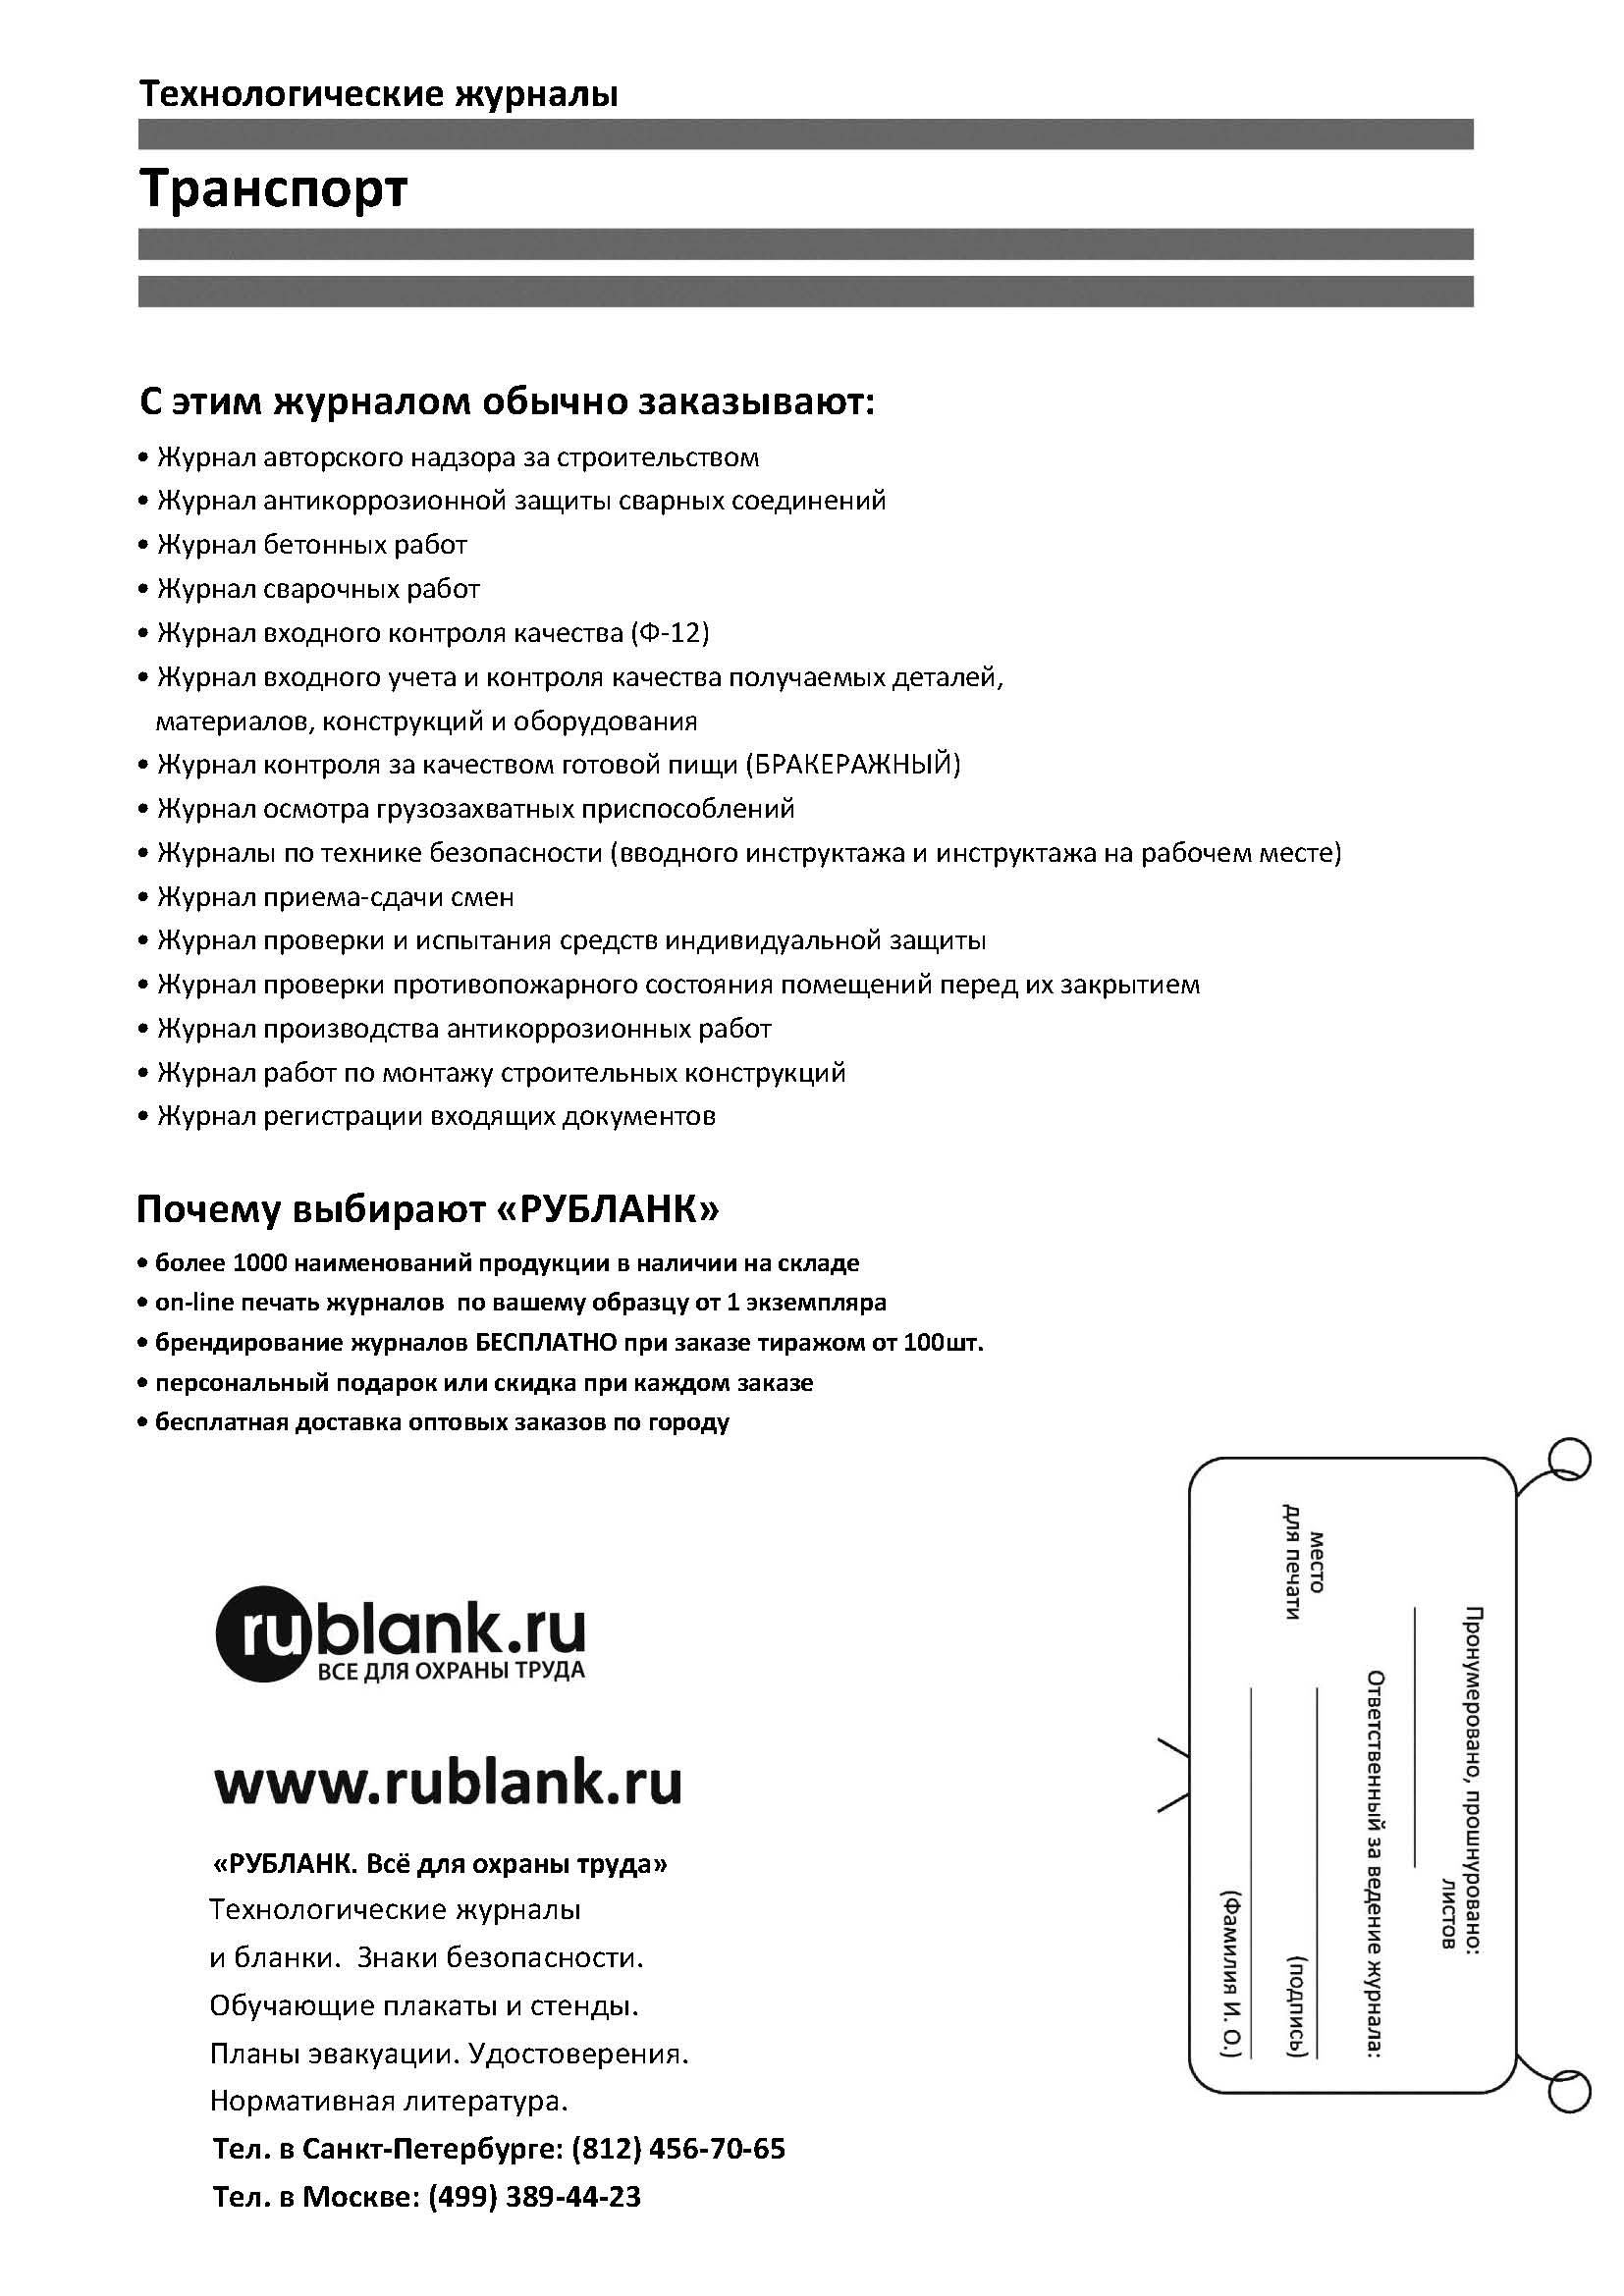 Технологические журналы
Транспорт
С этим журналом обычно заказывают:
• Журнал авторского надзора за строительством
• Журнал антикоррозионной защиты сварных соединений
• Журнал бетонных работ
• Журнал сварочных работ
• Журнал входного контроля качества (Ф-12)
• Журнал входного учета и контроля качества получаемых деталей,
материалов, конструкций и оборудования
• Журнал контроля за качеством готовой пищи (БРАКЕРАЖНЫЙ)
• Журнал осмотра грузозахватных приспособлений
• Журналы по технике безопасности (вводного инструктажа и инструктажа на рабочем месте)
• Журнал приема-сдачи смен
• Журнал проверки и испытания средств индивидуальной защиты
• Журнал проверки противопожарного состояния помещений перед их закрытием
• Журнал производства антикоррозионных работ
• Журнал работ по монтажу строительных конструкций
• Журнал регистрации входящих документов
Почему выбирают «РУБЛАНК»
• более 1000 наименований продукции в наличии на складе
• on-line печать журналов  по вашему образцу от 1 экземпляра
• брендирование журналов БЕСПЛАТНО при заказе тиражом от 100шт.
• персональный подарок или скидка при каждом заказе
• бесплатная доставка оптовых заказов по городу
rublank.ru
ВСЕ ДЛЯ ОХРАНЫ ТРУДА
www.rublank.ru
«РУБЛАНК. Всё для охраны труда»
Технологические журналы
и бланки.  Знаки безопасности.
Обучающие плакаты и стенды.
Планы эвакуации. Удостоверения.
Нормативная литература.
Тел. в Санкт-Петербурге: (812) 456-70-65
Тел. в Москве: (499) 389-44-23
Пронумеровано, прошнуровано:
листов
Ответственный за ведение журнала:
место
для печати
(подпись)
(Фамилия И. О.)